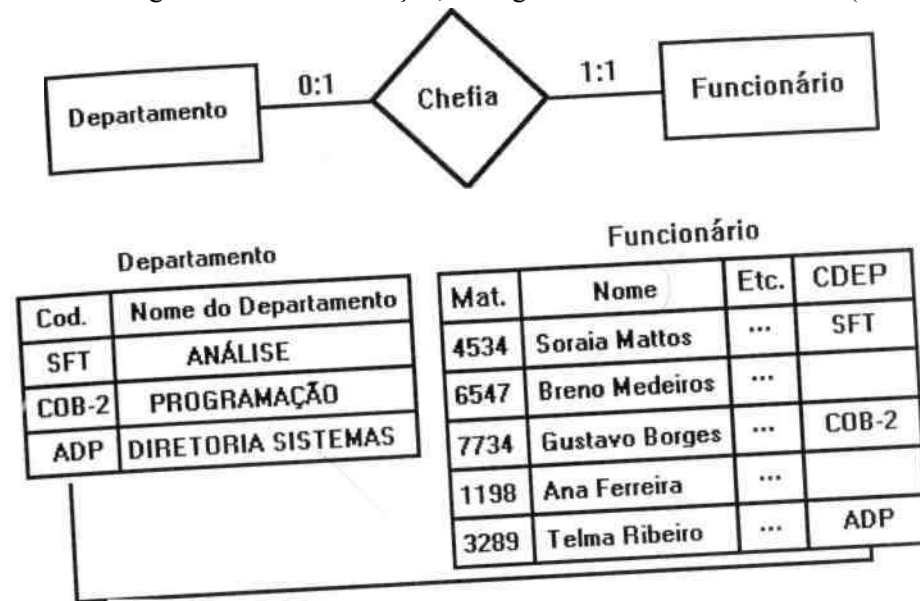 0:1
1:1
Departamento
Chefia
Funcionário
Departamento
Cod. Nome do Departamento
SFT ANÁLISE
COB-2 PROGRAMAÇÃO
ADP DIRETORIA SISTEMAS
Funcionário
Mat. Nome Etc. CDEP
4534 Soraia Mattos ... SFT
6547 Breno Medeiros ...
7734 Gustavo Borges ... COB-2
1198 Ana Ferreira ...
3289 Telma Ribeiro ... ADP